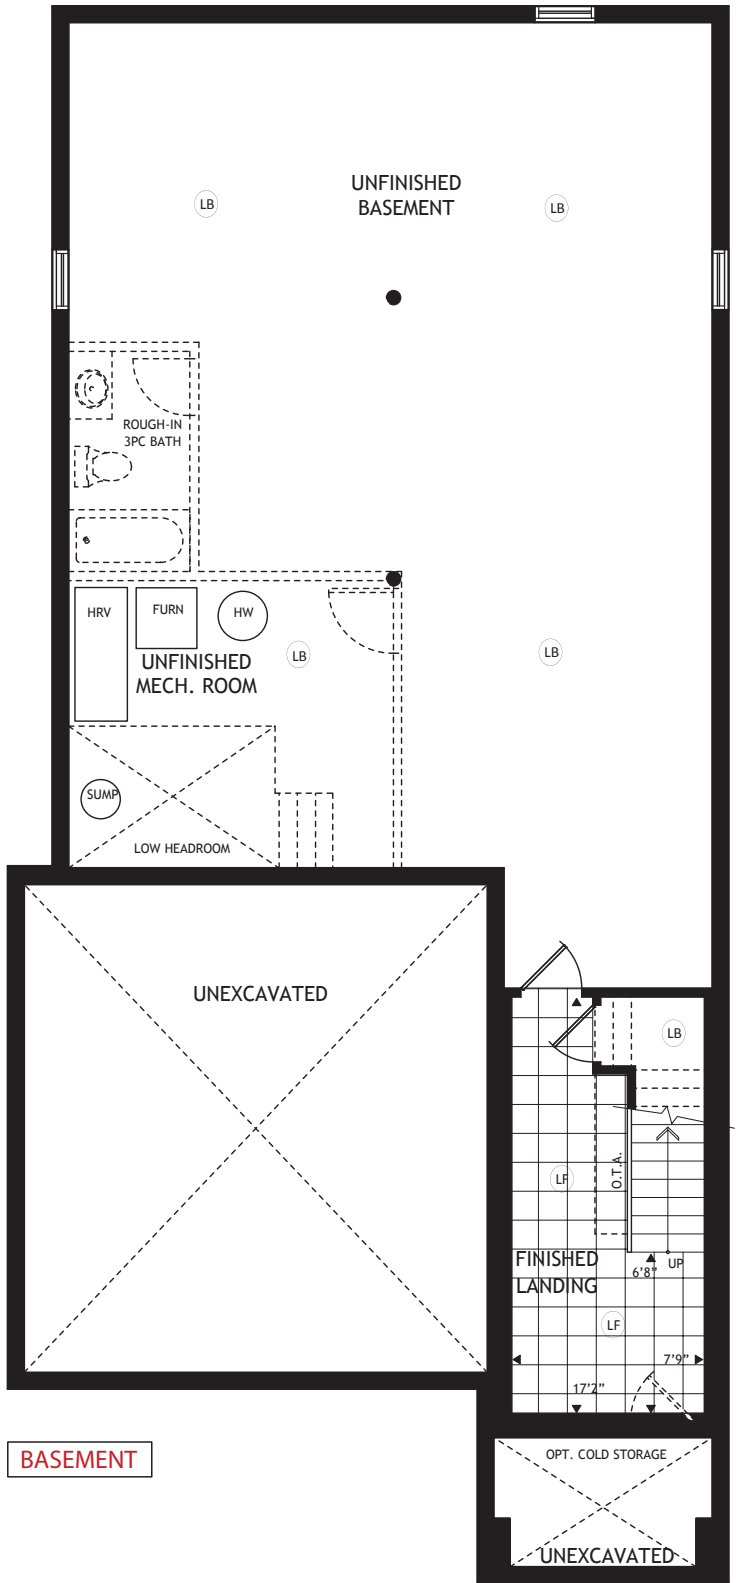 UNFINISHED
BASEMENT
LB
LB
ROUGH-IN
3PC BATH
HRV
FURN
HW
UNFINISHED
MECH. ROOM
LB
LB
SUMP
LOW HEADROOM
UNEXCAVATED
LB
O.T.A.
LF
FINISHED
LANDING
UP
6'8"
LF
7'9"
17'2"
OPT. COLD STORAGE
BASEMENT
UNEXCAVATED